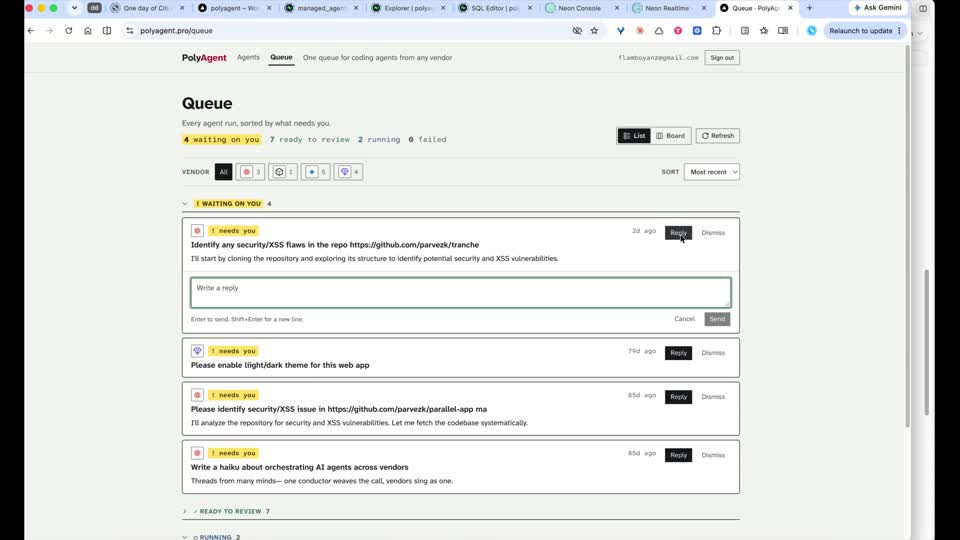 dd
One day of Citi
polyagent – Wo
managed_agen
Explorer | polya
SQL Editor | pol
Neon Console
Neon Realtime
Queue - PolyAge
Ask Gemini
polyagent.pro/queue
Relaunch to update
PolyAgent
Agents
Queue
One queue for coding agents from any vendor
flamboyanz@gmail.com
Sign out
Queue
Every agent run, sorted by what needs you.
4 waiting on you 7 ready to review 2 running 0 failed
List
Board
Refresh
VENDOR All 3 1 5 4
SORT Most recent
! WAITING ON YOU 4
! needs you
2d ago
Reply
Dismiss
Identify any security/XSS flaws in the repo https://github.com/parvezk/tranche
I'll start by cloning the repository and exploring its structure to identify potential security and XSS vulnerabilities.
Write a reply
Enter to send. Shift+Enter for a new line.
Cancel
Send
! needs you
79d ago
Reply
Dismiss
Please enable liight/dark theme for this web app
! needs you
85d ago
Reply
Dismiss
Please identify security/XSS issue in https://github.com/parvezk/parallel-app ma
I'll analyze the repository for security and XSS vulnerabilities. Let me fetch the codebase systematically.
! needs you
85d ago
Reply
Dismiss
Write a haiku about orchestrating AI agents across vendors
Threads from many minds— one conductor weaves the call, vendors sing as one.
✓ READY TO REVIEW 7
RUNNING 2